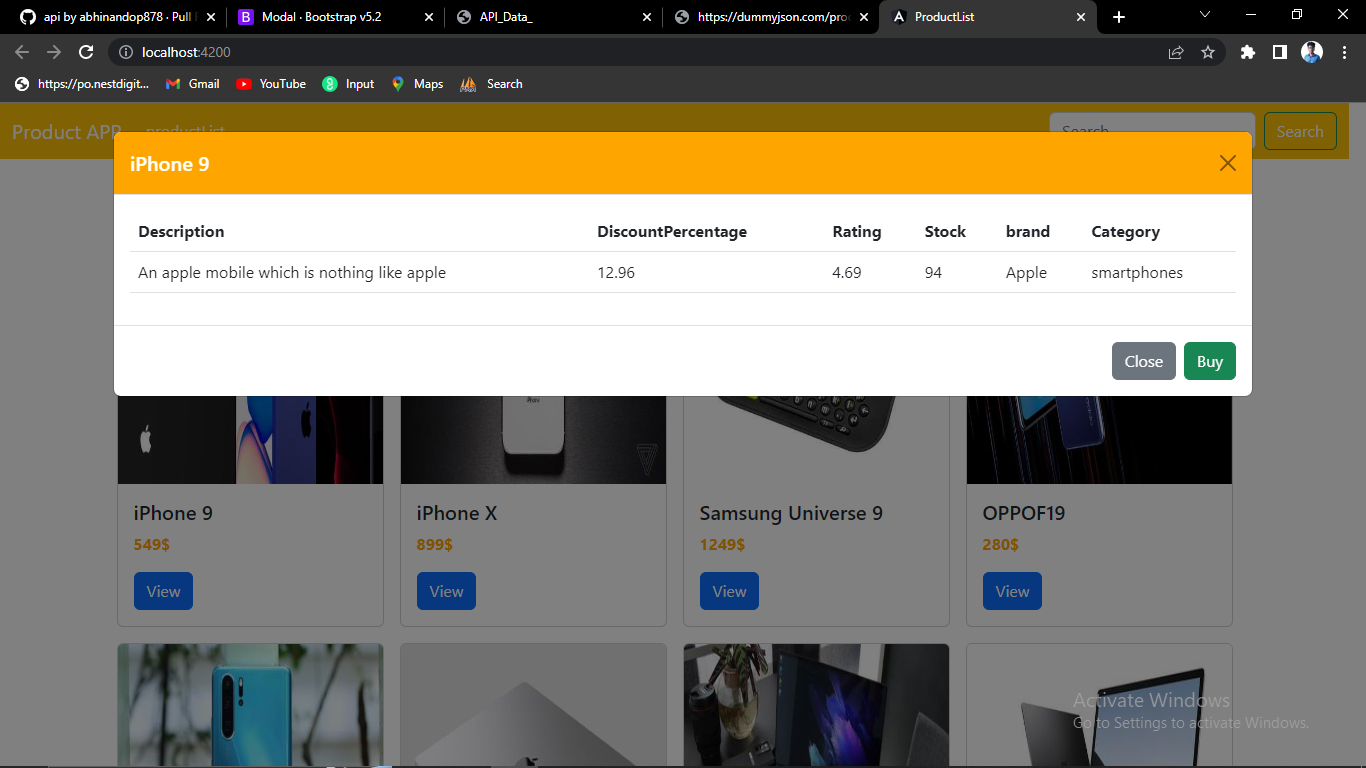 api by abhinandop878 · Pull
Modal · Bootstrap v5.2
API_Data_
https://dummyjson.com/pro
ProductList
localhost:4200
https://po.nestdigit...
Gmail
YouTube
Input
Maps
Search
Product APP
productList
Search
Search
iPhone 9
Description DiscountPercentage Rating Stock brand Category
An apple mobile which is nothing like apple 12.96 4.69 94 Apple smartphones
Close
Buy
iPhone 9
549$
View
iPhone X
899$
View
Samsung Universe 9
1249$
View
OPPOF19
280$
View
Activate Windows
Go to Settings to activate Windows.